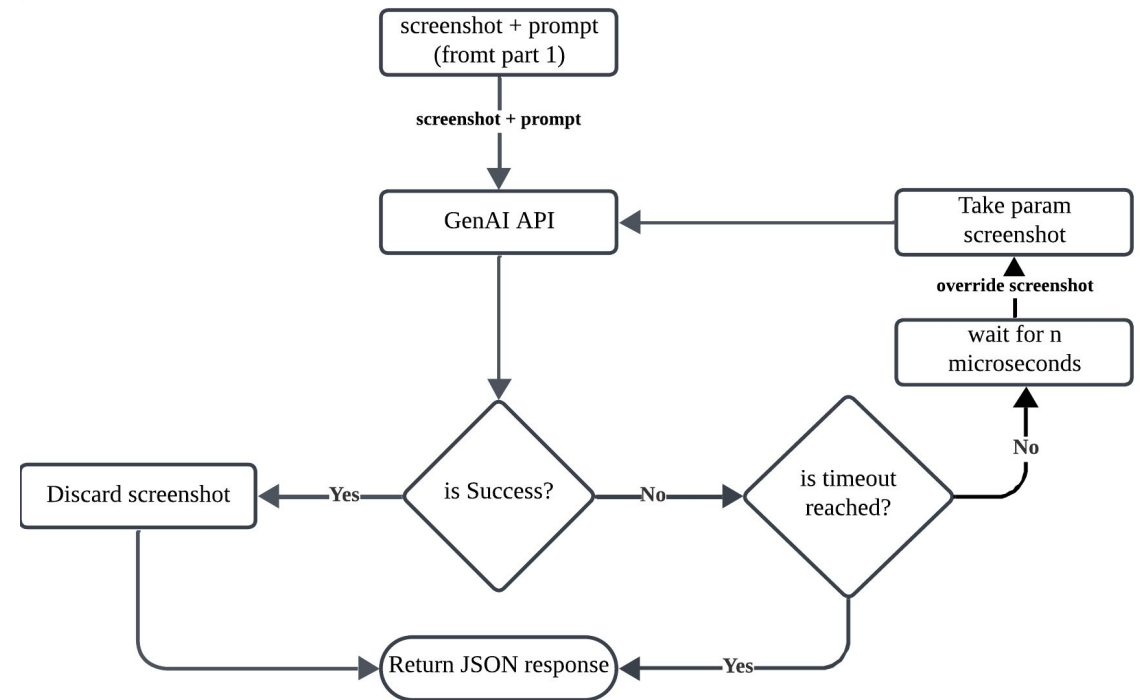 screenshot + prompt
(fromt part 1)
screenshot + prompt
GenAI API
Take param
screenshot
override screenshot
wait for n
microseconds
No
is timeout
reached?
is Success?
No
Yes
Discard screenshot
Return JSON response
Yes